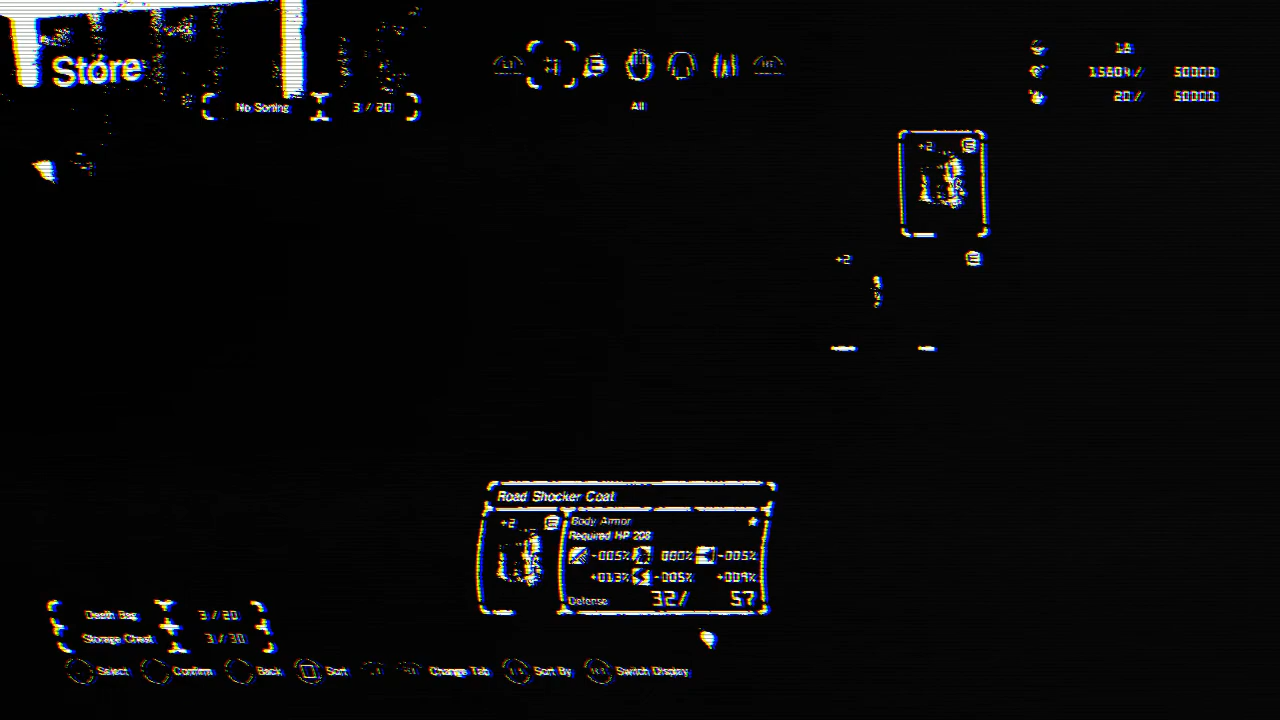 Store
No Sorting 3 / 20
All
18
15804 / 50000
20 / 50000
+2
+2
Road Shocker Coat
+2
Body Armor
Required HP 208
-005% 000% -005%
+013% -005% +009%
Defense 32 / 57
Death Bag 3 / 20
Storage Chest 3 / 30
Select Confirm Back Sort Change Tab Sort By Switch Display